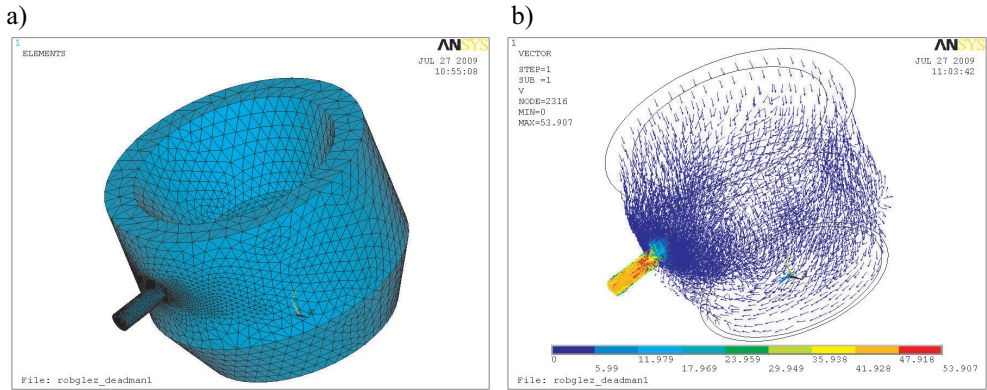 a)
1
ELEMENTS
ANSYS
JUL 27 2009
10:55:08
File: robglez_deadman1
b)
1
VECTOR
STEP=1
SUB =1
V
NODE=2316
MIN=0
MAX=53.907
ANSYS
JUL 27 2009
11:03:42
0 11.979 23.959 35.938 47.918
5.99 17.969 29.949 41.928 53.907
File: robglez_deadman1